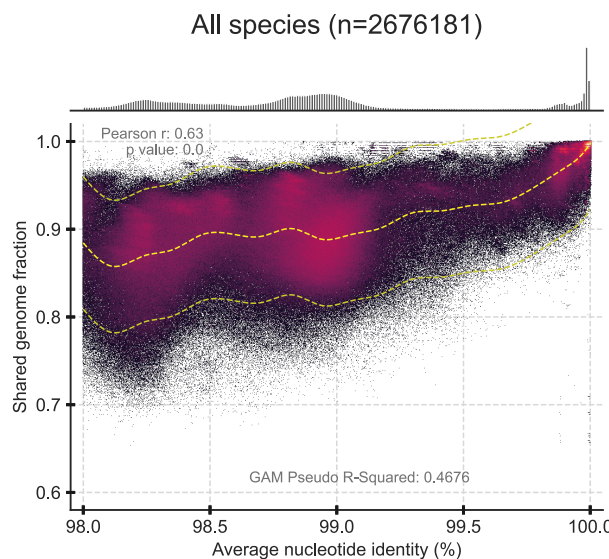 All species (n=2676181)
Pearson r: 0.63
p value: 0.0
1.0
0.9
0.8
0.7
0.6
Shared genome fraction
GAM Pseudo R-Squared: 0.4676
98.0
98.5
99.0
99.5
100.0
Average nucleotide identity (%)